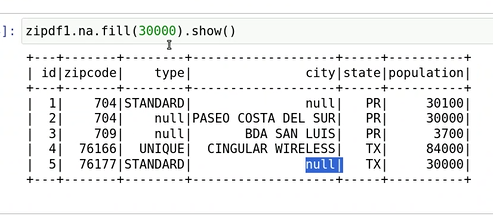 ]: zipdf1.na.fill(30000).show()
+---+-------+--------+-------------------+-----+----------+
| id|zipcode|    type|               city|state|population|
+---+-------+--------+-------------------+-----+----------+
|  1|    704|STANDARD|               null|   PR|     30100|
|  2|    704|    null|PASEO COSTA DEL SUR|   PR|     30000|
|  3|    709|    null|       BDA SAN LUIS|   PR|      3700|
|  4|  76166|  UNIQUE|  CINGULAR WIRELESS|   TX|     84000|
|  5|  76177|STANDARD|               null|   TX|     30000|
+---+-------+--------+-------------------+-----+----------+